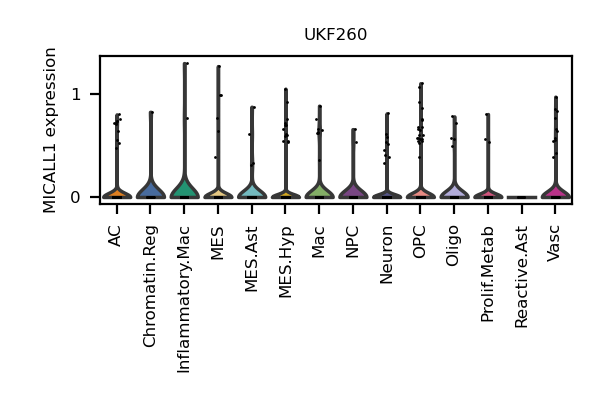 UKF260
MICALL1 expression
1
0
AC
Chromatin.Reg
Inflammatory.Mac
MES
MES.Ast
MES.Hyp
Mac
NPC
Neuron
OPC
Oligo
Prolif.Metab
Reactive.Ast
Vasc